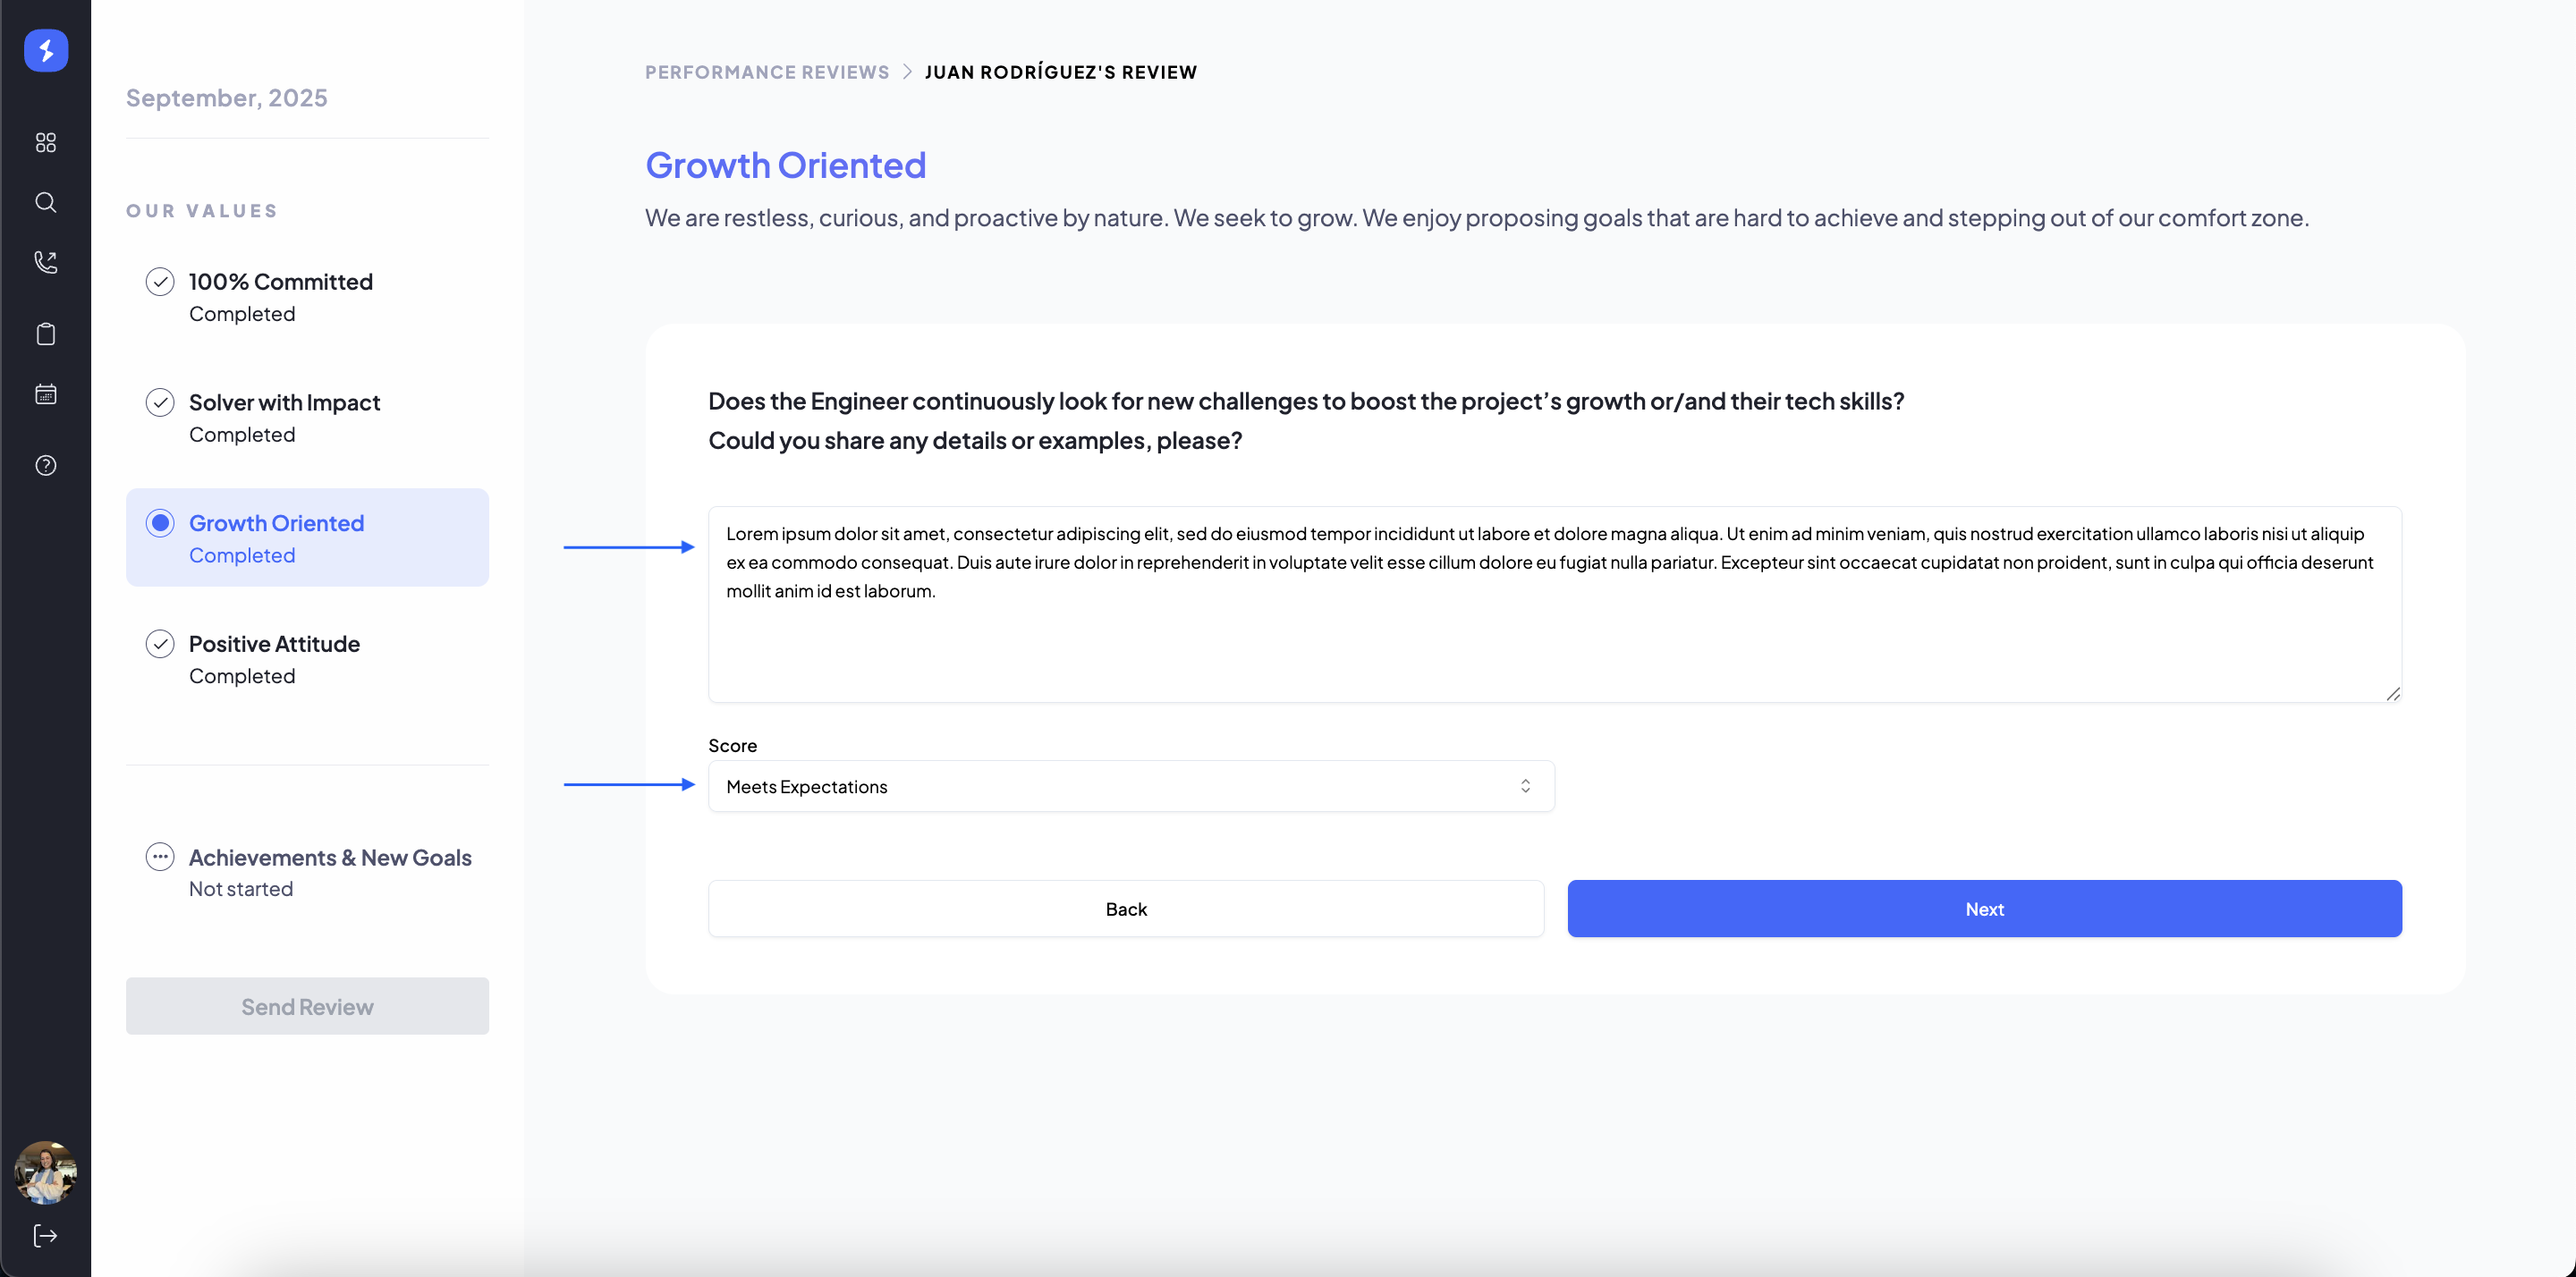 September, 2025
OUR VALUES
100% Committed
Completed
Solver with Impact
Completed
Growth Oriented
Completed
Positive Attitude
Completed
Achievements & New Goals
Not started
Send Review
PERFORMANCE REVIEWS > JUAN RODRÍGUEZ'S REVIEW
Growth Oriented
We are restless, curious, and proactive by nature. We seek to grow. We enjoy proposing goals that are hard to achieve and stepping out of our comfort zone.
Does the Engineer continuously look for new challenges to boost the project’s growth or/and their tech skills?
Could you share any details or examples, please?
Lorem ipsum dolor sit amet, consectetur adipiscing elit, sed do eiusmod tempor incididunt ut labore et dolore magna aliqua. Ut enim ad minim veniam, quis nostrud exercitation ullamco laboris nisi ut aliquip
ex ea commodo consequat. Duis aute irure dolor in reprehenderit in voluptate velit esse cillum dolore eu fugiat nulla pariatur. Excepteur sint occaecat cupidatat non proident, sunt in culpa qui officia deserunt
mollit anim id est laborum.
Score
Meets Expectations
Back
Next